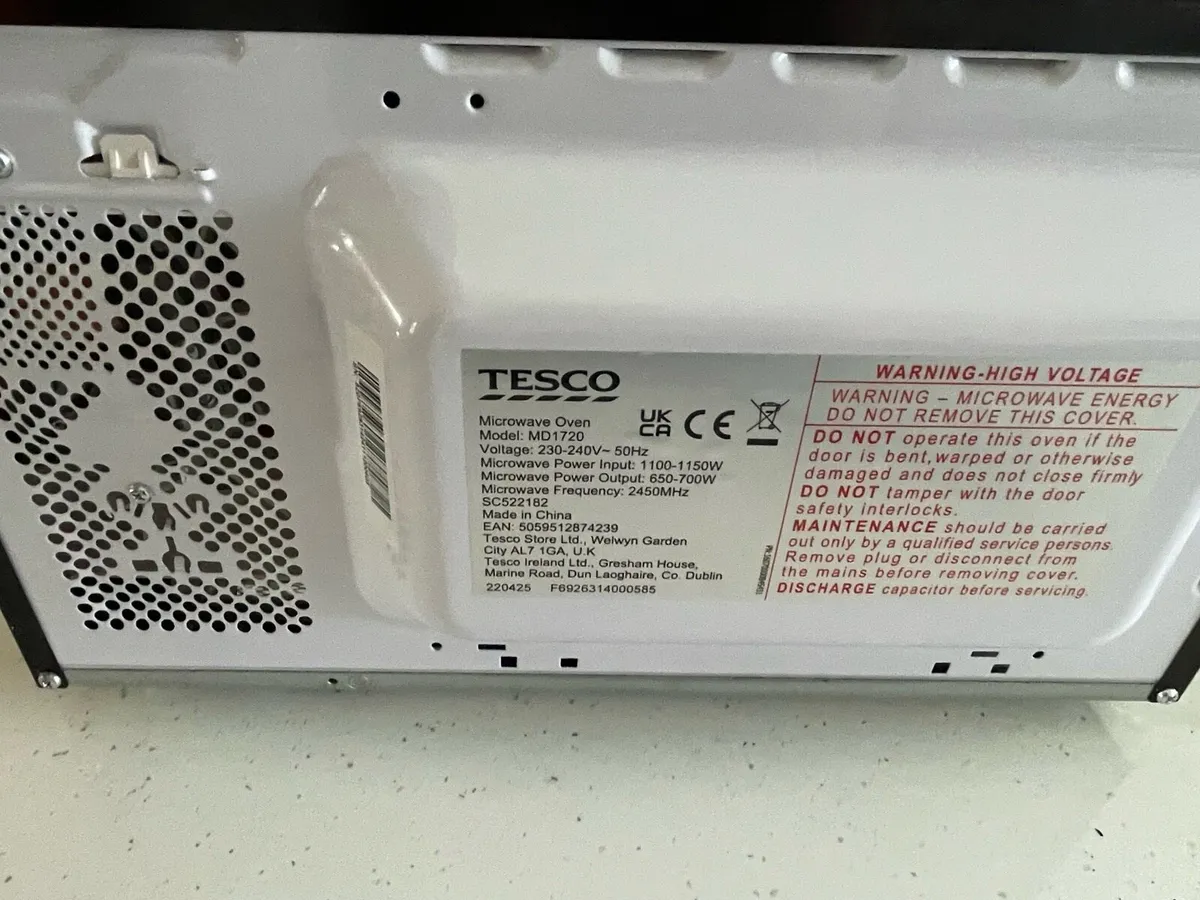 TESCO
Microwave Oven
Model: MD1720
Voltage: 230-240V~ 50Hz
Microwave Power Input: 1100-1150W
Microwave Power Output: 650-700W
Microwave Frequency: 2450MHz
SC522182
Made in China
EAN: 5059512874239
Tesco Store Ltd., Welwyn Garden
City AL7 1GA, U.K
Tesco Ireland Ltd., Gresham House,
Marine Road, Dun Laoghaire, Co. Dublin
220425 F6926314000585
UK
CA
CE
WARNING-HIGH VOLTAGE
WARNING – MICROWAVE ENERGY
DO NOT REMOVE THIS COVER.
DO NOT operate this oven if the
door is bent,warped or otherwise
damaged and does not close firmly
DO NOT tamper with the door
safety interlocks.
MAINTENANCE should be carried
out only by a qualified service persons.
Remove plug or disconnect from
the mains before removing cover.
DISCHARGE capacitor before servicing.